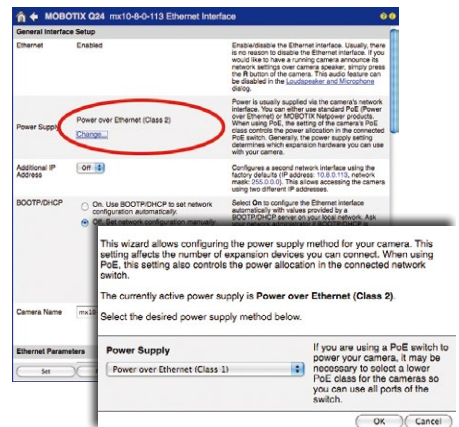 MOBOTIX Q24 mx10-8-0-113 Ethernet Interface
General Interface Setup
Ethernet
Enabled
Enable/disable the Ethernet interface. Usually, there
is no reason to disable the Ethernet interface. If you
would like to have a running camera announce its
network settings over camera speaker, simply press
the R button of the camera. This audio feature can
be disabled in the Loudspeaker and Microphone
dialog.
Power Supply
Power over Ethernet (Class 2)
Change...
Power is usually supplied via the camera's network
interface. You can either use standard PoE (Power
over Ethernet) or MOBOTIX Netpower products.
When using PoE, the setting of the camera's PoE
class controls the power allocation in the connected
PoE switch. Generally, the power supply setting
determines which expansion hardware you can use
with your camera.
Additional IP
Address
Off
Configures a second network interface using the
factory defaults (IP address: 10.8.0.113, network
mask: 255.0.0.0). This allows accessing the camera
using two different IP addresses.
BOOTP/DHCP
On. Use BOOTP/DHCP to set network
configuration automatically.
Off. Set network configuration manually
Select On to configure the Ethernet interface
automatically with values provided by a
BOOTP/DHCP server on your local network. Ask
Camera Name
mx10
Ethernet Parameters
Set
This wizard allows configuring the power supply method for your camera. This
setting affects the number of expansion devices you can connect. When using
PoE, this setting also controls the power allocation in the connected network
switch.
The currently active power supply is Power over Ethernet (Class 2).
Select the desired power supply method below.
Power Supply
Power over Ethernet (Class 1)
If you are using a PoE switch to
power your camera, it may be
necessary to select a lower
PoE class for the cameras so
you can use all ports of the
switch.
OK
Cancel